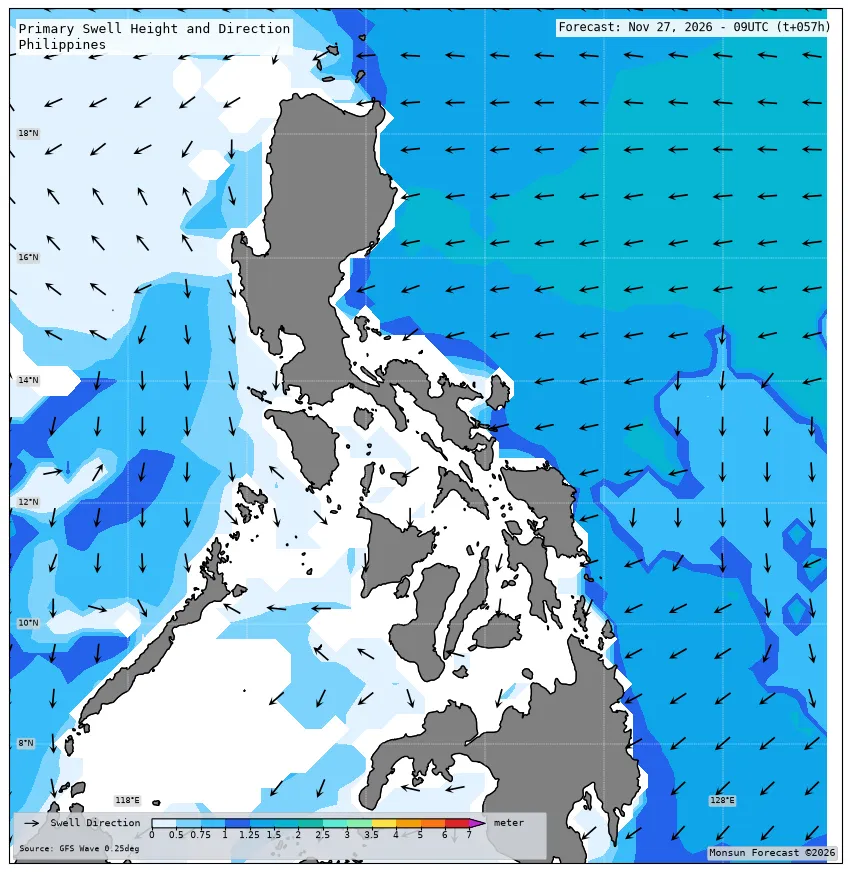 Primary Swell Height and Direction
Philippines
Forecast: Nov 27, 2026 - 09UTC (t+057h)
18°N
16°N
14°N
12°N
10°N
8°N
118°E
128°E
Swell Direction
0 0.5 0.75 1 1.25 1.5 2 2.5 3 3.5 4 5 6 7
meter
Source: GFS Wave 0.25deg
Monsun Forecast ©2026